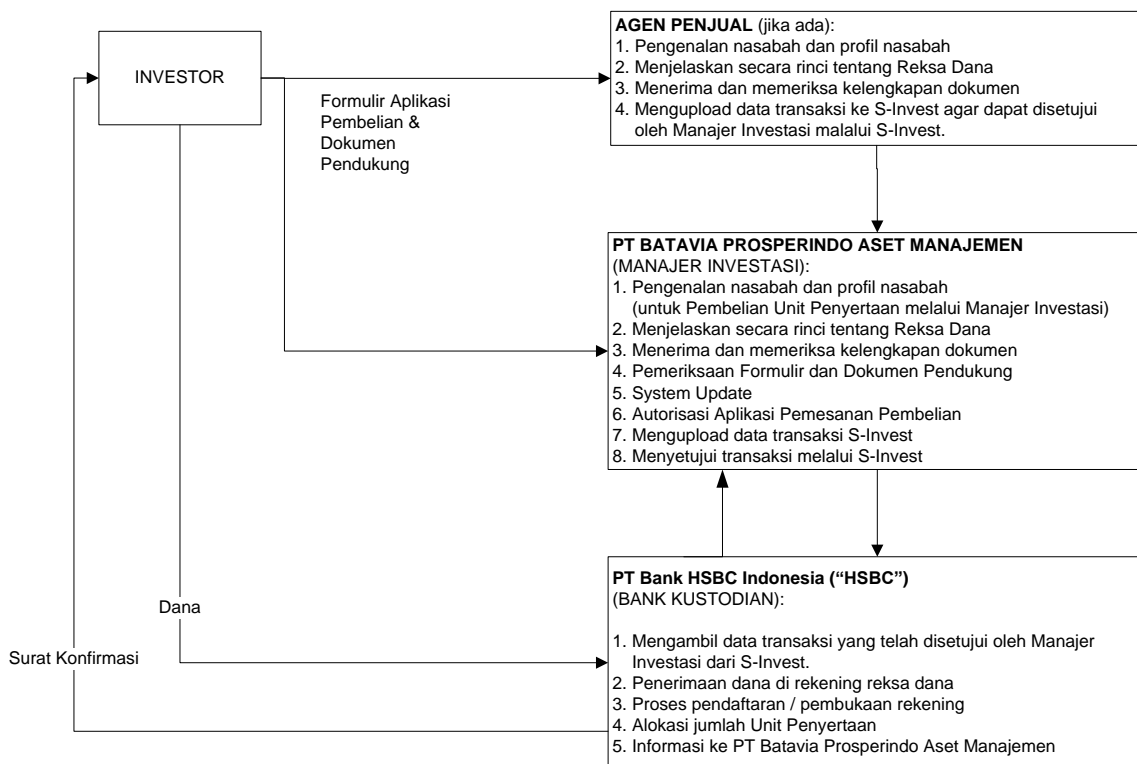 INVESTOR
Formulir Aplikasi
Pembelian &
Dokumen
Pendukung
AGEN PENJUAL (jika ada):
1. Pengenalan nasabah dan profil nasabah
2. Menjelaskan secara rinci tentang Reksa Dana
3. Menerima dan memeriksa kelengkapan dokumen
4. Mengupload data transaksi ke S-Invest agar dapat disetujui
oleh Manajer Investasi malalui S-Invest.
PT BATAVIA PROSPERINDO ASET MANAJEMEN
(MANAJER INVESTASI):
1. Pengenalan nasabah dan profil nasabah
(untuk Pembelian Unit Penyertaan melalui Manajer Investasi)
2. Menjelaskan secara rinci tentang Reksa Dana
3. Menerima dan memeriksa kelengkapan dokumen
4. Pemeriksaan Formulir dan Dokumen Pendukung
5. System Update
6. Autorisasi Aplikasi Pemesanan Pembelian
7. Mengupload data transaksi S-Invest
8. Menyetujui transaksi melalui S-Invest
Dana
Surat Konfirmasi
PT Bank HSBC Indonesia (“HSBC”)
(BANK KUSTODIAN):
1. Mengambil data transaksi yang telah disetujui oleh Manajer
Investasi dari S-Invest.
2. Penerimaan dana di rekening reksa dana
3. Proses pendaftaran / pembukaan rekening
4. Alokasi jumlah Unit Penyertaan
5. Informasi ke PT Batavia Prosperindo Aset Manajemen